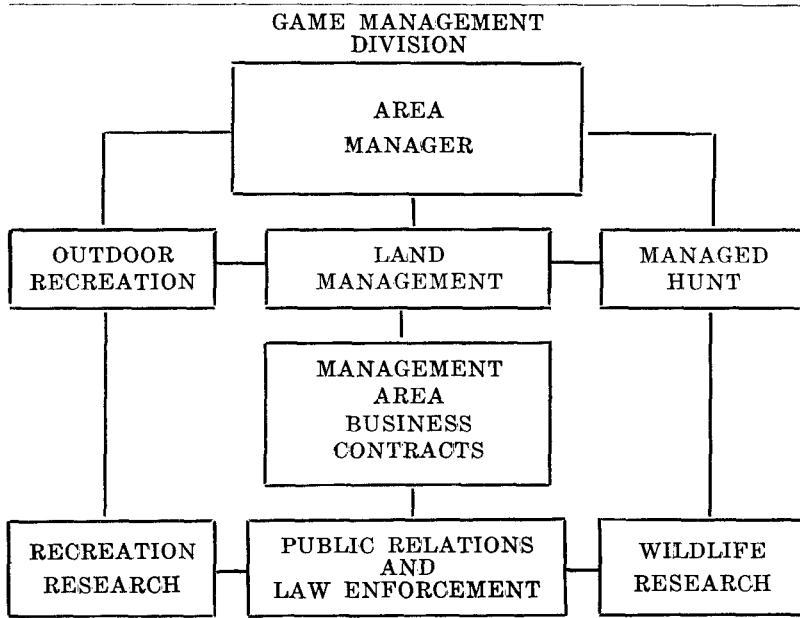 GAME MANAGEMENT
DIVISION
AREA
MANAGER
OUTDOOR
RECREATION
LAND
MANAGEMENT
MANAGED
HUNT
MANAGEMENT
AREA
BUSINESS
CONTRACTS
RECREATION
RESEARCH
PUBLIC RELATIONS
AND
LAW ENFORCEMENT
WILDLIFE
RESEARCH